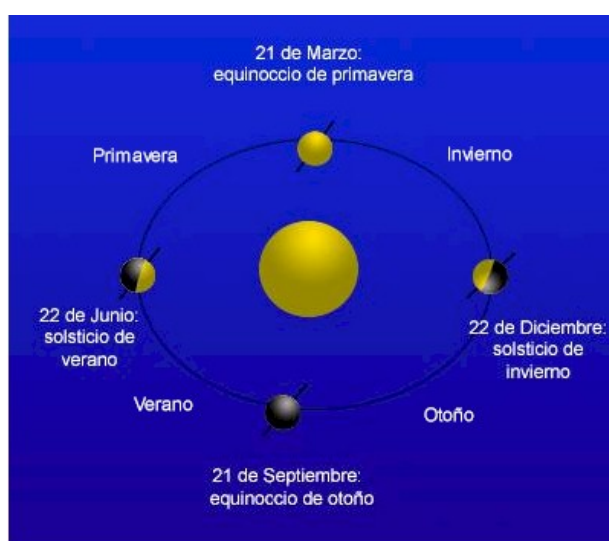 21 de Marzo:
equinoccio de primavera
Primavera
Invierno
22 de Junio:
solsticio de
verano
22 de Diciembre:
solsticio de
invierno
Verano
Otoño
21 de Septiembre:
equinoccio de otoño